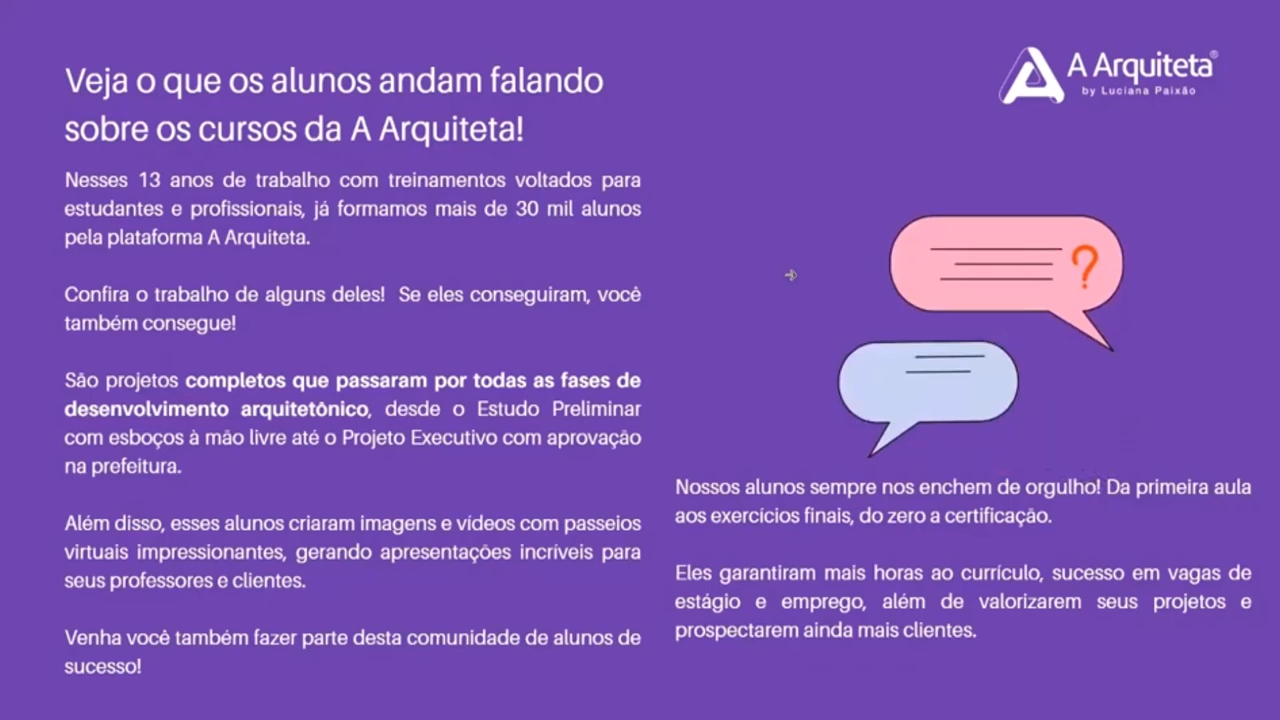 Veja o que os alunos andam falando
sobre os cursos da A Arquiteta!
Nesses 13 anos de trabalho com treinamentos voltados para
estudantes e profissionais, já formamos mais de 30 mil alunos
pela plataforma A Arquiteta.
Confira o trabalho de alguns deles! Se eles conseguiram, você
também consegue!
São projetos completos que passaram por todas as fases de
desenvolvimento arquitetônico, desde o Estudo Preliminar
com esboços à mão livre até o Projeto Executivo com aprovação
na prefeitura.
Além disso, esses alunos criaram imagens e vídeos com passeios
virtuais impressionantes, gerando apresentações incríveis para
seus professores e clientes.
Venha você também fazer parte desta comunidade de alunos de
sucesso!
A Arquiteta®
by Luciana Paixão
?
Nossos alunos sempre nos enchem de orgulho! Da primeira aula
aos exercícios finais, do zero a certificação.
Eles garantiram mais horas ao currículo, sucesso em vagas de
estágio e emprego, além de valorizarem seus projetos e
prospectarem ainda mais clientes.